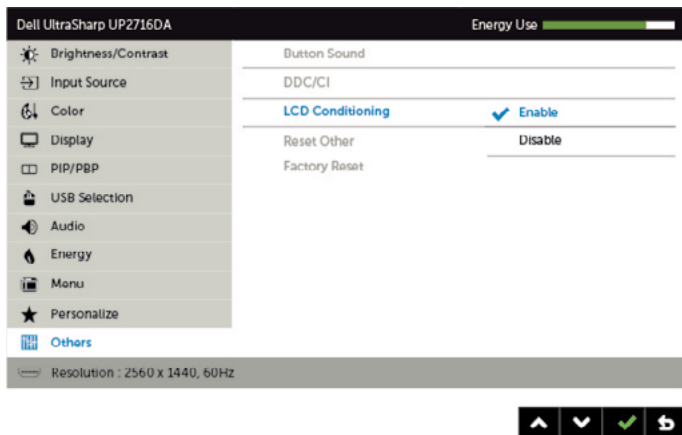 Dell UltraSharp UP2716DA Energy Use
Brightness/Contrast Button Sound
Input Source DDC/CI
Color LCD Conditioning Enable
Display Reset Other Disable
PIP/PBP Factory Reset
USB Selection
Audio
Energy
Menu
Personalize
Others
Resolution : 2560 x 1440, 60Hz